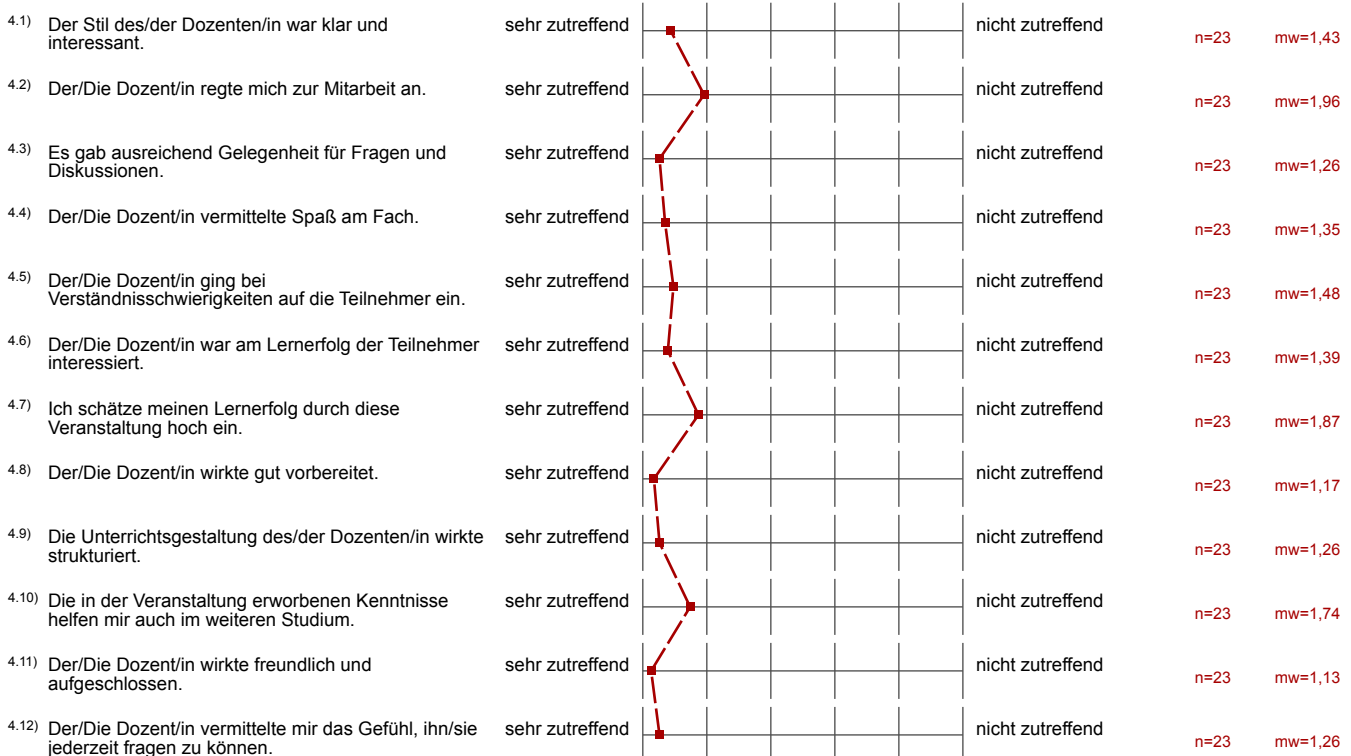 4.1) Der Stil des/der Dozenten/in war klar und
interessant.
sehr zutreffend nicht zutreffend
n=23 mw=1,43
4.2) Der/Die Dozent/in regte mich zur Mitarbeit an. sehr zutreffend nicht zutreffend
n=23 mw=1,96
4.3) Es gab ausreichend Gelegenheit für Fragen und
Diskussionen.
sehr zutreffend nicht zutreffend
n=23 mw=1,26
4.4) Der/Die Dozent/in vermittelte Spaß am Fach. sehr zutreffend nicht zutreffend
n=23 mw=1,35
4.5) Der/Die Dozent/in ging bei
Verständnisschwierigkeiten auf die Teilnehmer ein.
sehr zutreffend nicht zutreffend
n=23 mw=1,48
4.6) Der/Die Dozent/in war am Lernerfolg der Teilnehmer
interessiert.
sehr zutreffend nicht zutreffend
n=23 mw=1,39
4.7) Ich schätze meinen Lernerfolg durch diese
Veranstaltung hoch ein.
sehr zutreffend nicht zutreffend
n=23 mw=1,87
4.8) Der/Die Dozent/in wirkte gut vorbereitet. sehr zutreffend nicht zutreffend
n=23 mw=1,17
4.9) Die Unterrichtsgestaltung des/der Dozenten/in wirkte
strukturiert.
sehr zutreffend nicht zutreffend
n=23 mw=1,26
4.10) Die in der Veranstaltung erworbenen Kenntnisse
helfen mir auch im weiteren Studium.
sehr zutreffend nicht zutreffend
n=23 mw=1,74
4.11) Der/Die Dozent/in wirkte freundlich und
aufgeschlossen.
sehr zutreffend nicht zutreffend
n=23 mw=1,13
4.12) Der/Die Dozent/in vermittelte mir das Gefühl, ihn/sie
jederzeit fragen zu können.
sehr zutreffend nicht zutreffend
n=23 mw=1,26